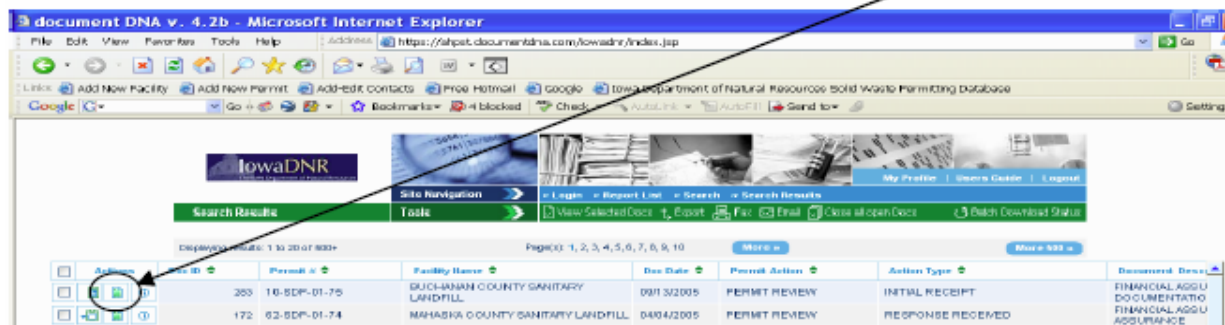 document DNA v. 4.2b - Microsoft Internet Explorer
File Edit View Favorites Tools Help Address https://ahpst.documentdna.com/iowadnr/index.jsp Go
Links Add New Facility Add New Permit Add-Edit Contacts Free Hotmail Google Iowa Department of Natural Resources Solid Waste Permitting Database
Google G Go Bookmarks 4 blocked Check AutoLink AutoFill Send to Setting
IowaDNR
My Profile | Users Guide | Logout
Site Navigation » Login » Report List » Search » Search Results
Search Results Tools View Selected Docs Export Fax Email Close all open Docs Batch Download Status
Displaying results: 1 to 20 of 600+ Page(s): 1, 2, 3, 4, 5, 6, 7, 8, 9, 10 More » More 600 »
Actions ID Permit # Facility Name Doc Date Permit Action Action Type Document Desc
283 10-SDP-01-75 BUCHANAN COUNTY SANITARY LANDFILL 09/13/2005 PERMIT REVIEW INITIAL RECEIPT FINANCIAL ASSU DOCUMENTATIO
172 62-SDP-01-74 MAHASKA COUNTY SANITARY LANDFILL 04/04/2005 PERMIT REVIEW RESPONSE RECEIVED FINANCIAL ASSU ASSURANCE